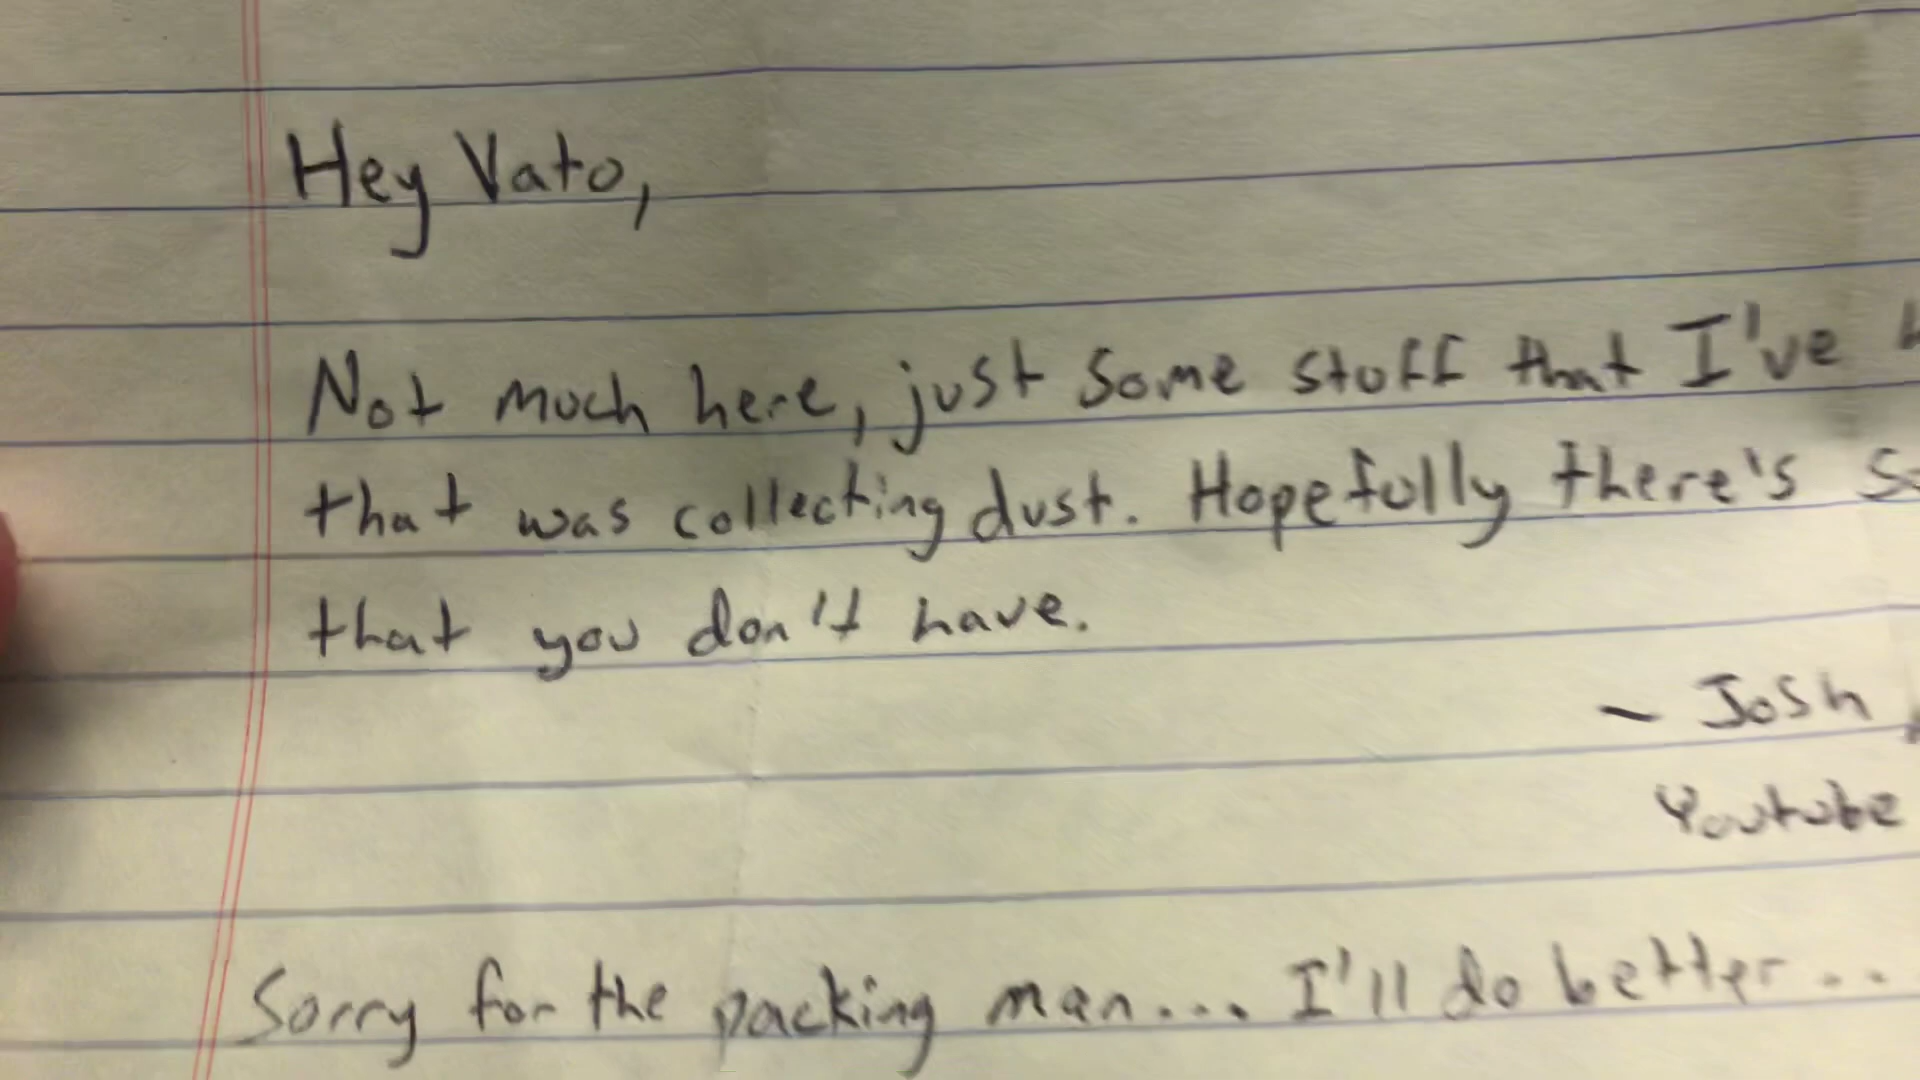 Hey Vato,
Not much here, just some stuff that I've
that was collecting dust. Hopefully there's
that you don't have.
~ Josh
Youtube
Sorry for the packing man... I'll do better...